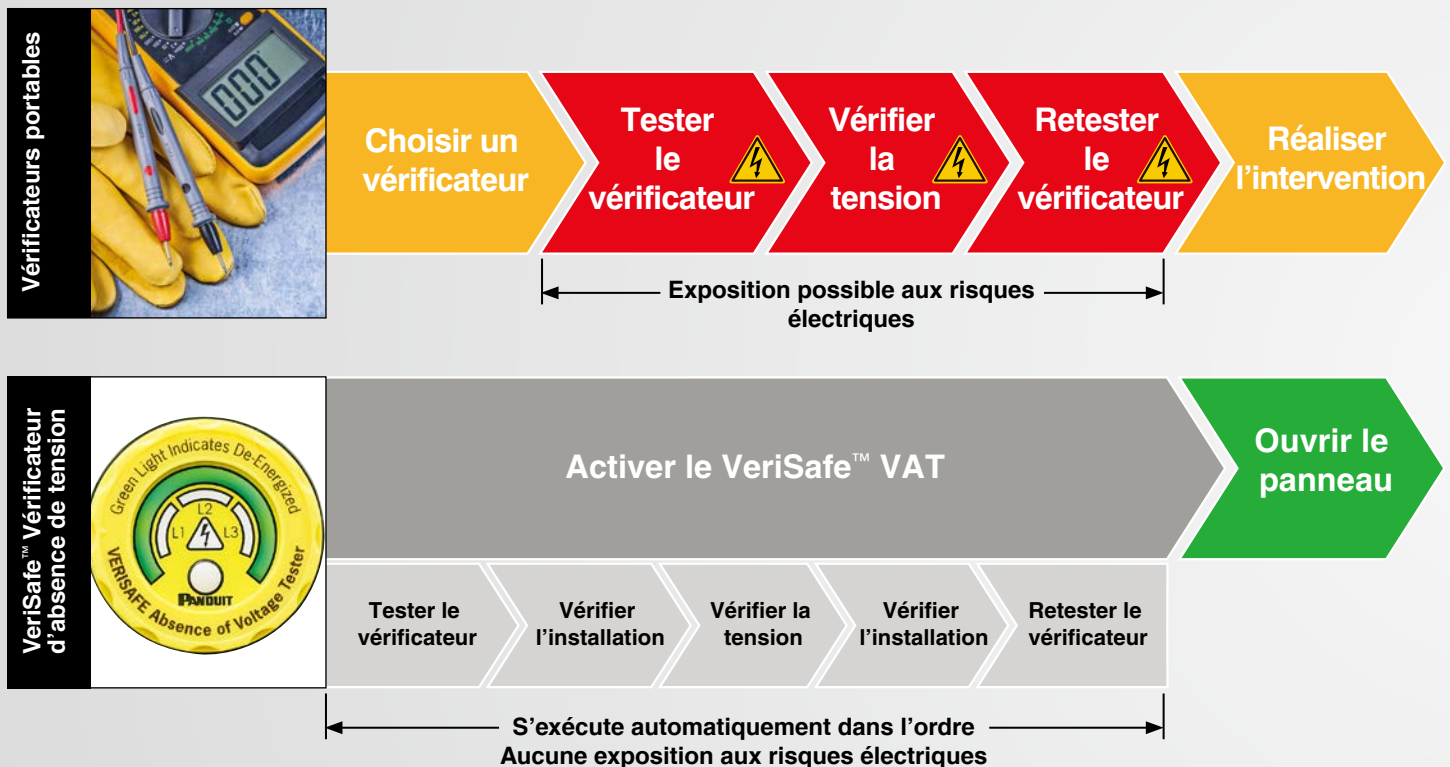 Vérificateurs portables
000
Choisir un
vérificateur
Tester
le
vérificateur
Vérifier
la
tension
Retester
le
vérificateur
Réaliser
l’intervention
Exposition possible aux risques
électriques
VeriSafe™ Vérificateur
d’absence de tension
Green Light Indicates De-Energized
L1
L2
L3
PANDUIT
VERISAFE Absence of Voltage Tester
Activer le VeriSafe™ VAT
Ouvrir le
panneau
Tester le
vérificateur
Vérifier
l’installation
Vérifier la
tension
Vérifier
l’installation
Retester le
vérificateur
S’exécute automatiquement dans l’ordre
Aucune exposition aux risques électriques